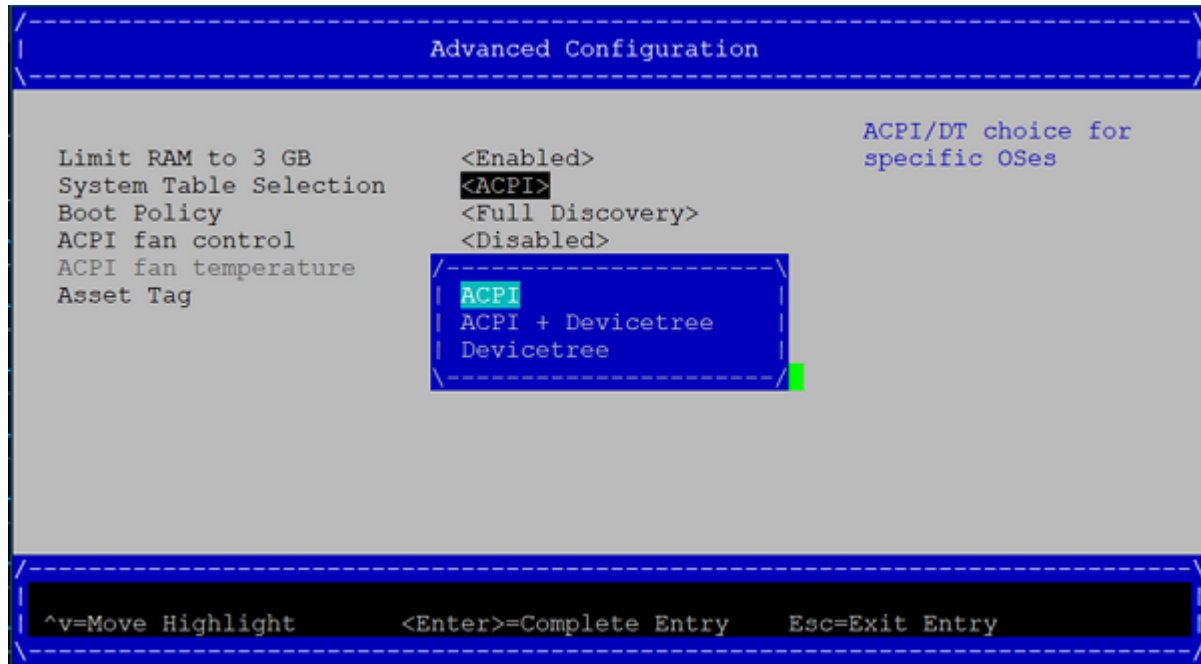 Advanced Configuration
Limit RAM to 3 GB <Enabled>
System Table Selection <ACPI>
Boot Policy <Full Discovery>
ACPI fan control <Disabled>
ACPI fan temperature
Asset Tag
ACPI
ACPI + Devicetree
Devicetree
ACPI/DT choice for
specific OSes
^v=Move Highlight <Enter>=Complete Entry Esc=Exit Entry